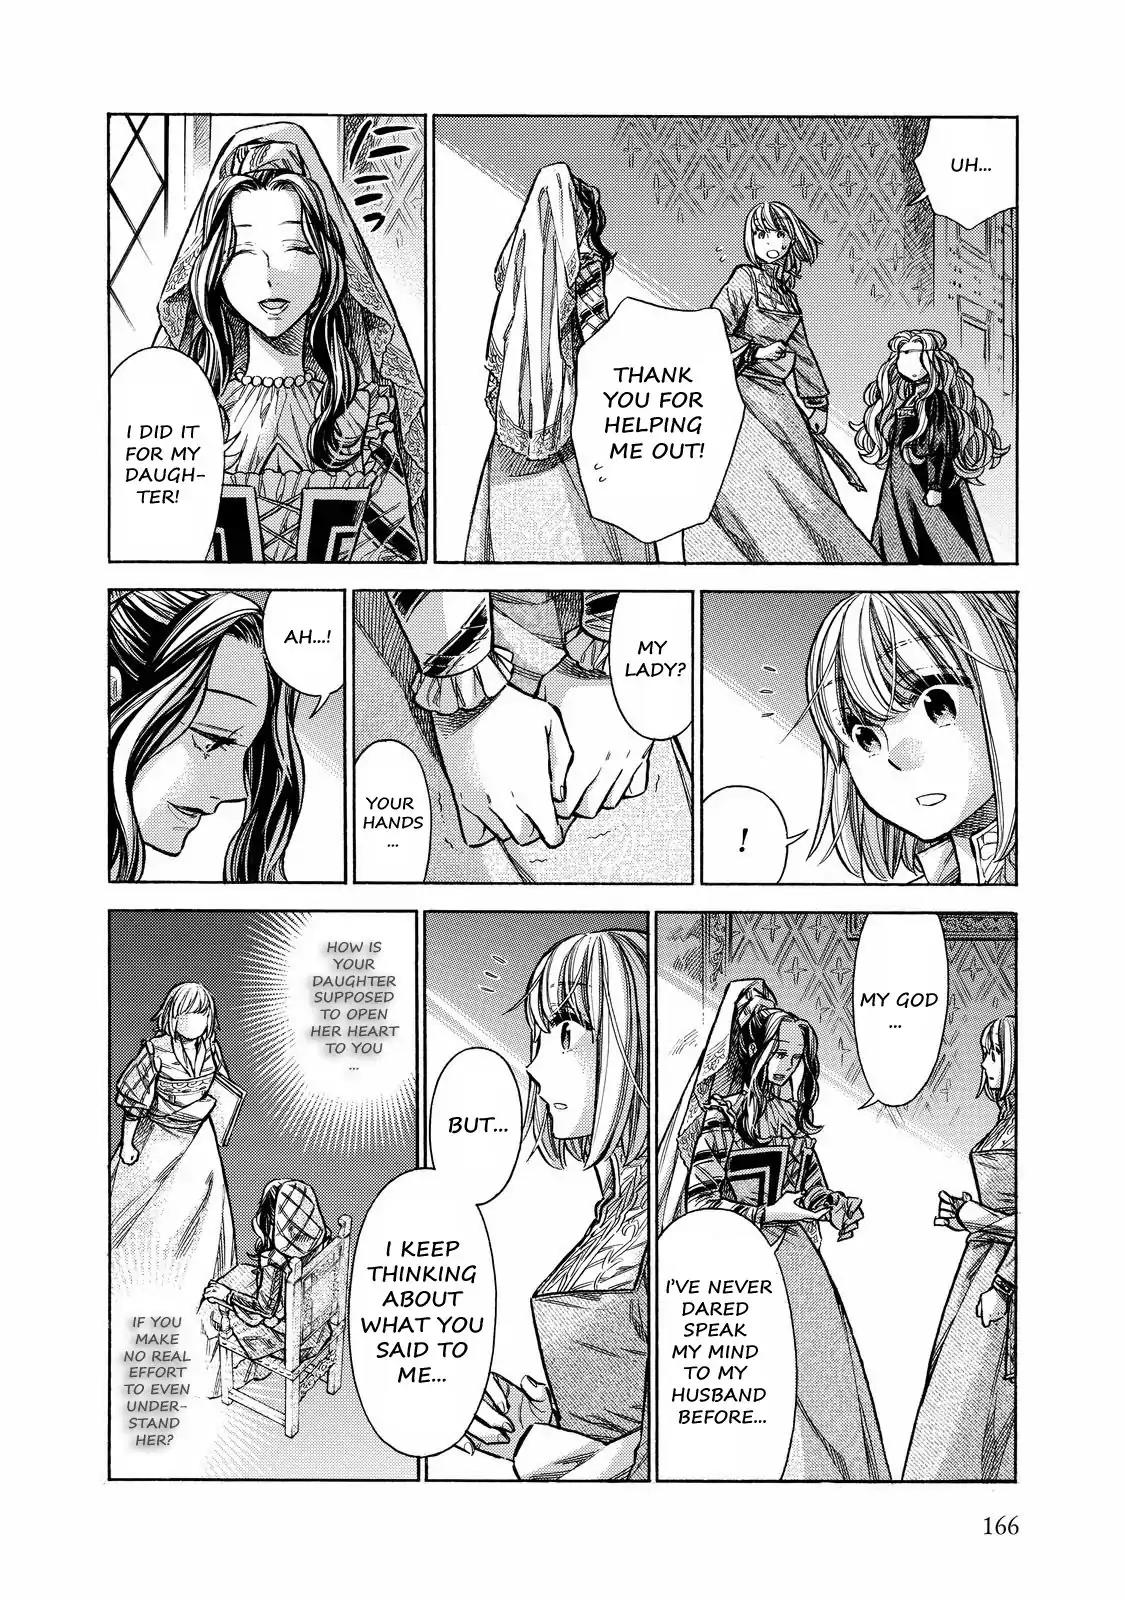 UH...
THANK
YOU FOR
HELPING
ME OUT!
I DID IT
FOR MY
DAUGH-
TER!
!
MY
LADY?
YOUR
HANDS
...
AH...!
MY GOD
...
I'VE NEVER
DARED
SPEAK
MY MIND
TO MY
HUSBAND
BEFORE...
BUT...
I KEEP
THINKING
ABOUT
WHAT YOU
SAID TO
ME...
HOW IS
YOUR
DAUGHTER
SUPPOSED
TO OPEN
HER HEART
TO YOU
...
IF YOU
MAKE
NO REAL
EFFORT
TO EVEN
UNDER-
STAND
HER?
166